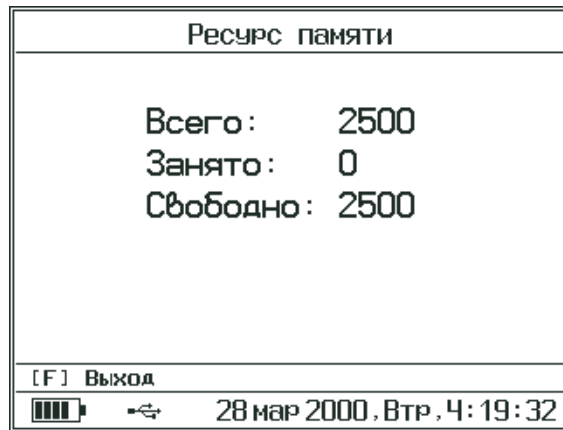 Ресурс памяти
Всего: 2500
Занято: 0
Свободно: 2500
[F] Выход
28 мар 2000, Втр, 4:19:32